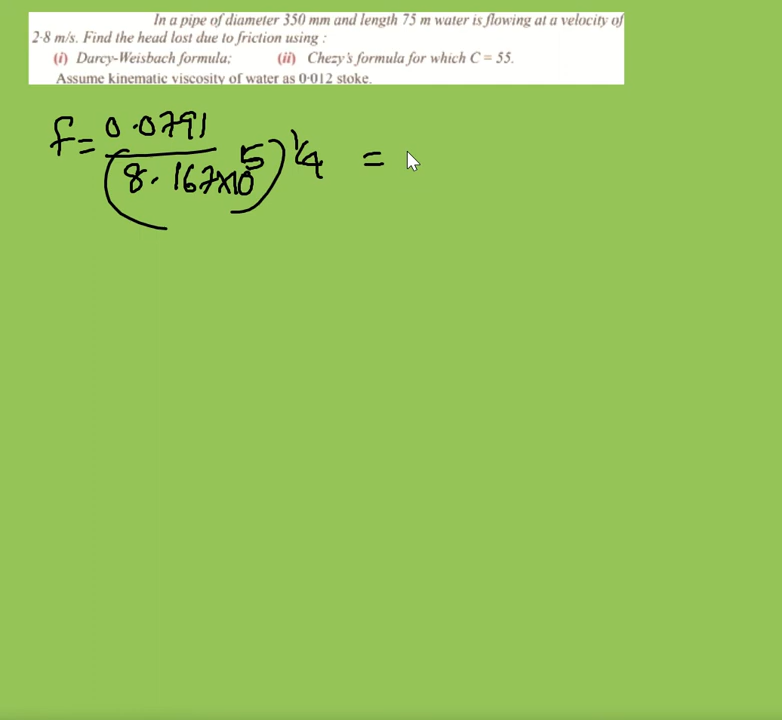 In a pipe of diameter 350 mm and length 75 m water is flowing at a velocity of
2·8 m/s. Find the head lost due to friction using :
(i) Darcy-Weisbach formula; (ii) Chezy's formula for which C = 55.
Assume kinematic viscosity of water as 0·012 stoke.
f = 0.0791 / (8.167×10^5)^1/4 =